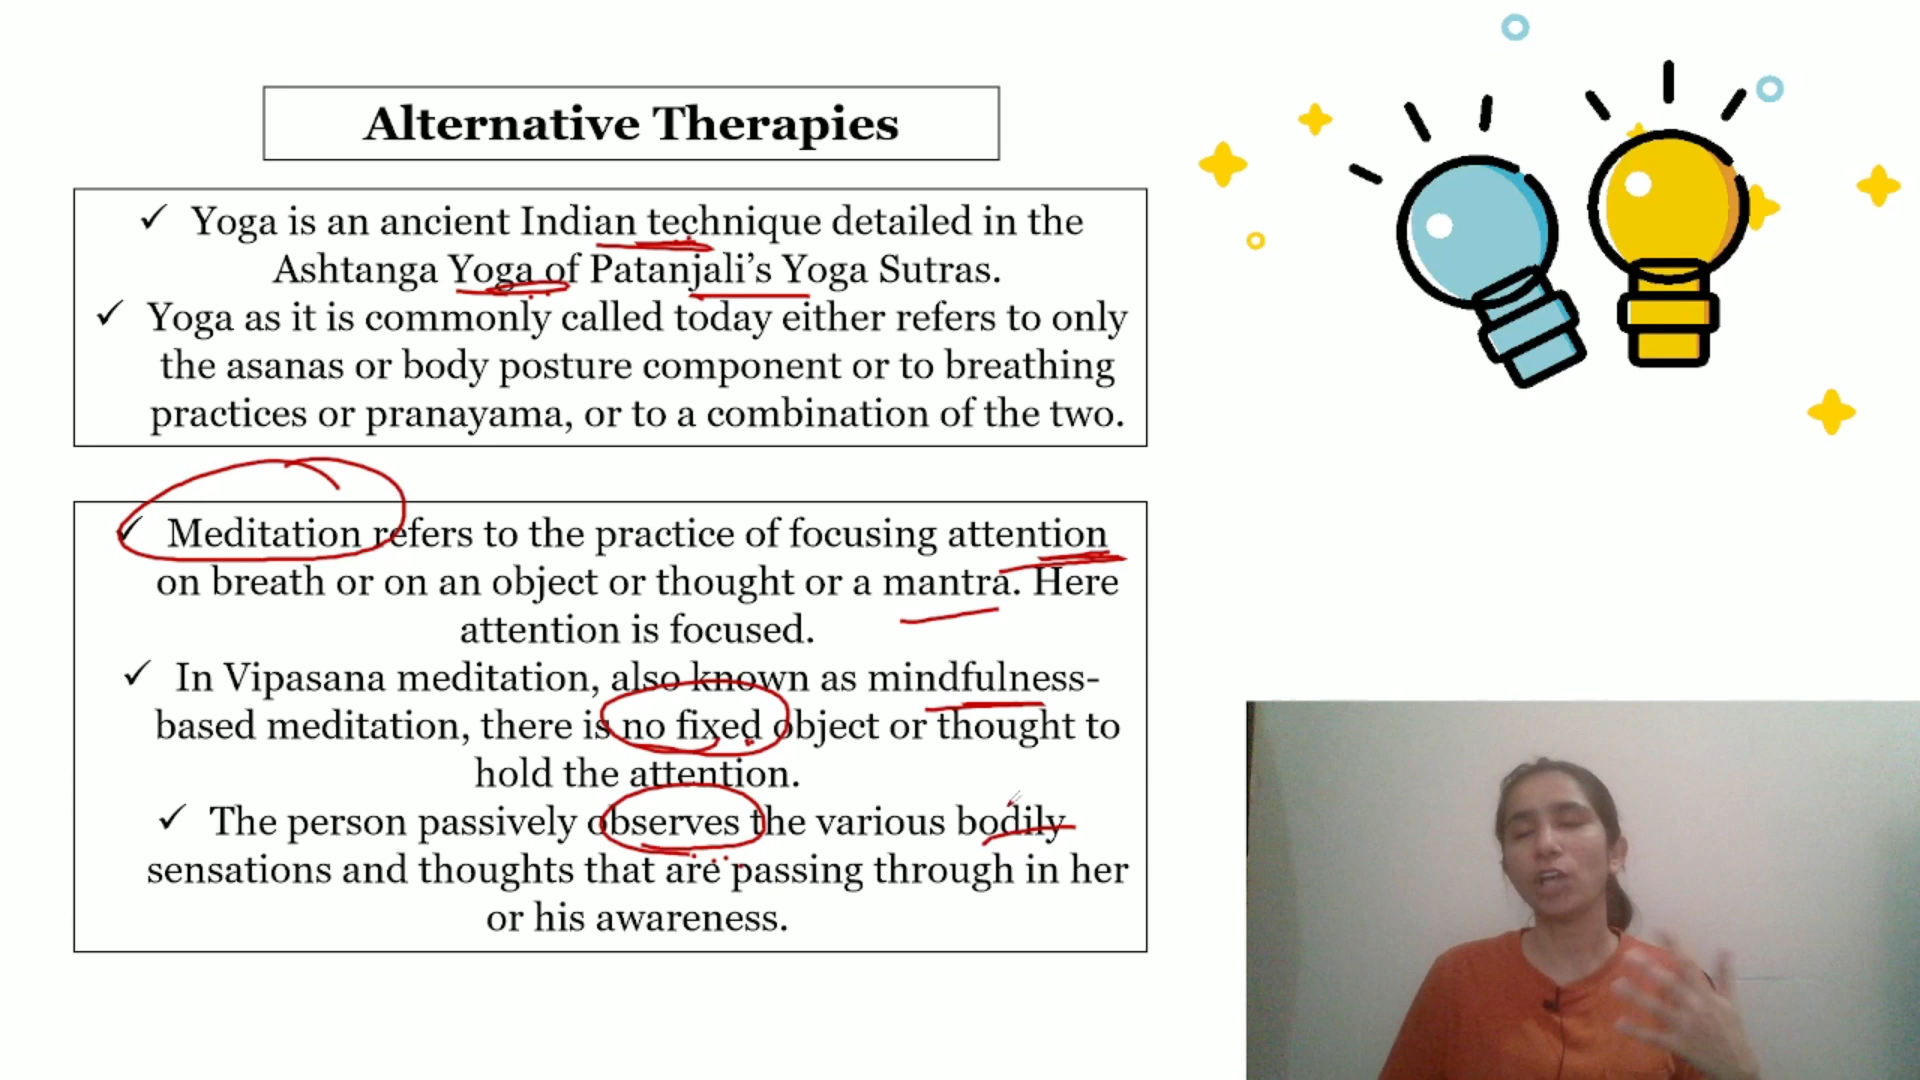 Alternative Therapies
✓ Yoga is an ancient Indian technique detailed in the
Ashtanga Yoga of Patanjali’s Yoga Sutras.
✓ Yoga as it is commonly called today either refers to only
the asanas or body posture component or to breathing
practices or pranayama, or to a combination of the two.
✓ Meditation refers to the practice of focusing attention
on breath or on an object or thought or a mantra. Here
attention is focused.
✓ In Vipasana meditation, also known as mindfulness-
based meditation, there is no fixed object or thought to
hold the attention.
✓ The person passively observes the various bodily
sensations and thoughts that are passing through in her
or his awareness.